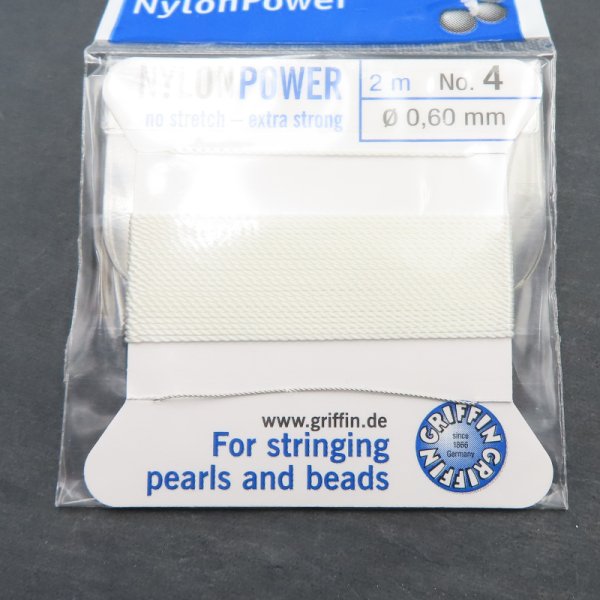 NylonPower
NYLONPOWER
no stretch – extra strong
2 m No. 4
Ø 0,60 mm
www.griffin.de
For stringing
pearls and beads
GRIFFIN GRIFFIN
since
1866
Germany